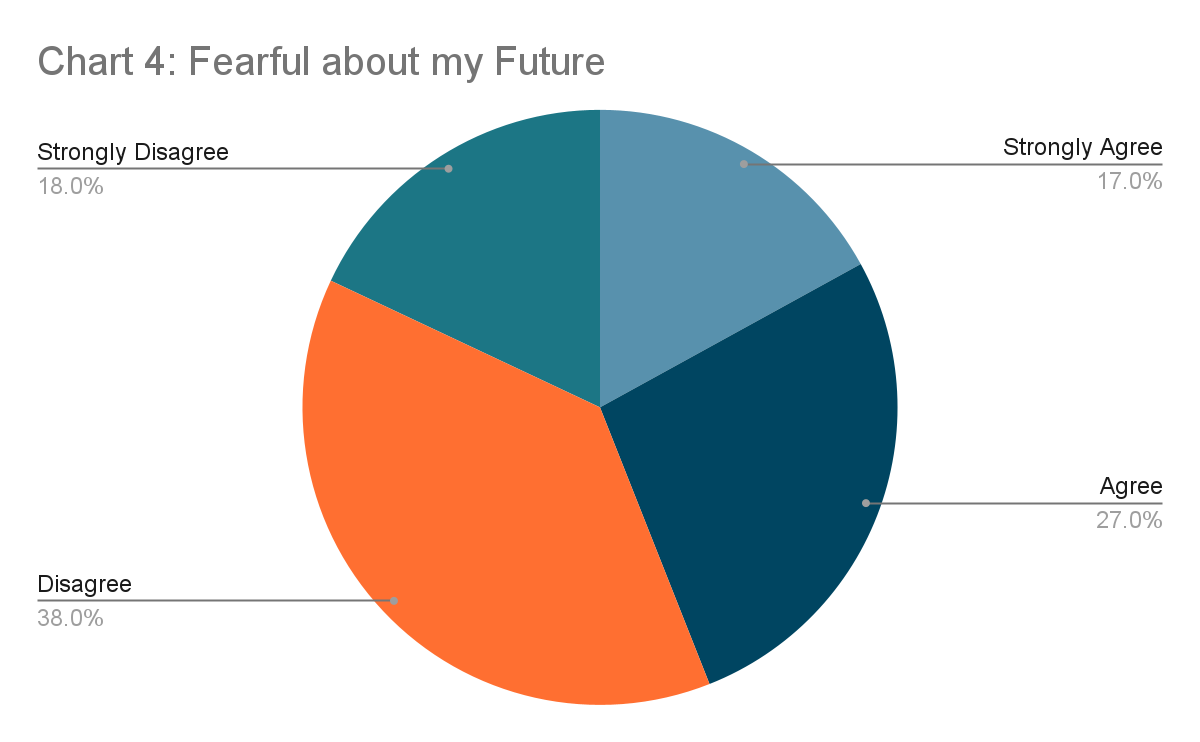 Chart 4: Fearful about my Future
Strongly Disagree
18.0%
Strongly Agree
17.0%
Agree
27.0%
Disagree
38.0%